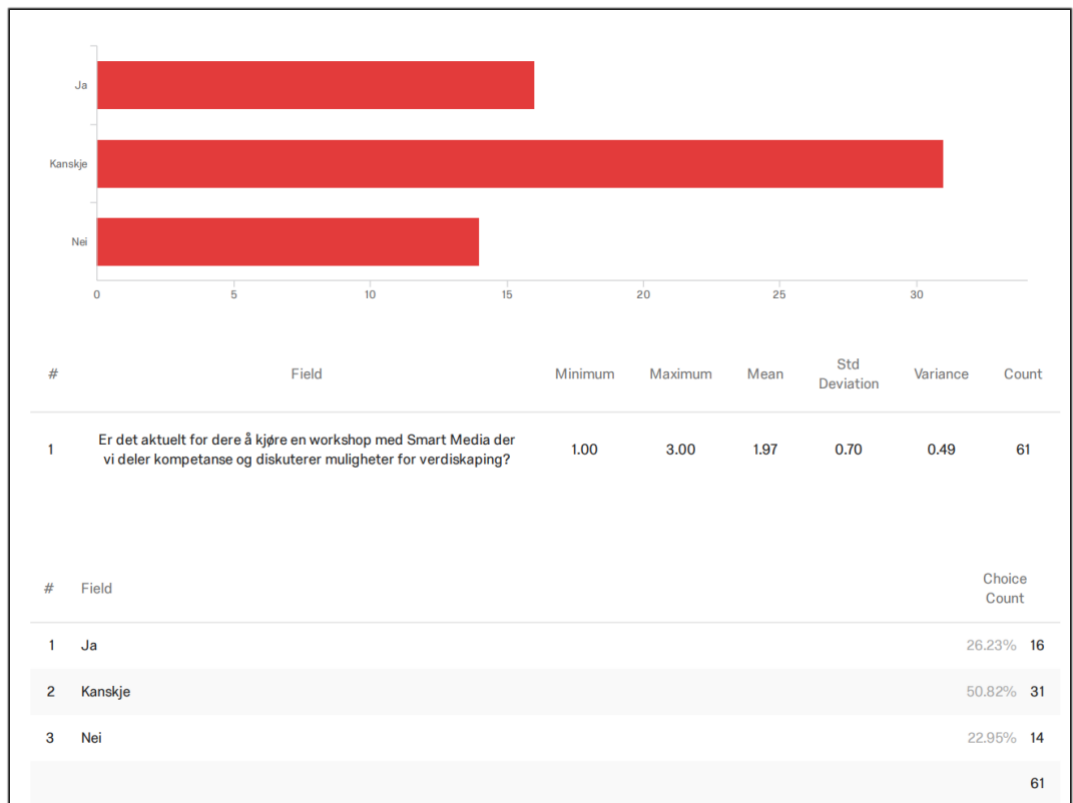 Ja
Kanskje
Nei
0 5 10 15 20 25 30
# Field Minimum Maximum Mean Std Deviation Variance Count
1 Er det aktuelt for dere å kjøre en workshop med Smart Media der
vi deler kompetanse og diskuterer muligheter for verdiskaping? 1.00 3.00 1.97 0.70 0.49 61
# Field Choice
Count
1 Ja 26.23% 16
2 Kanskje 50.82% 31
3 Nei 22.95% 14
61